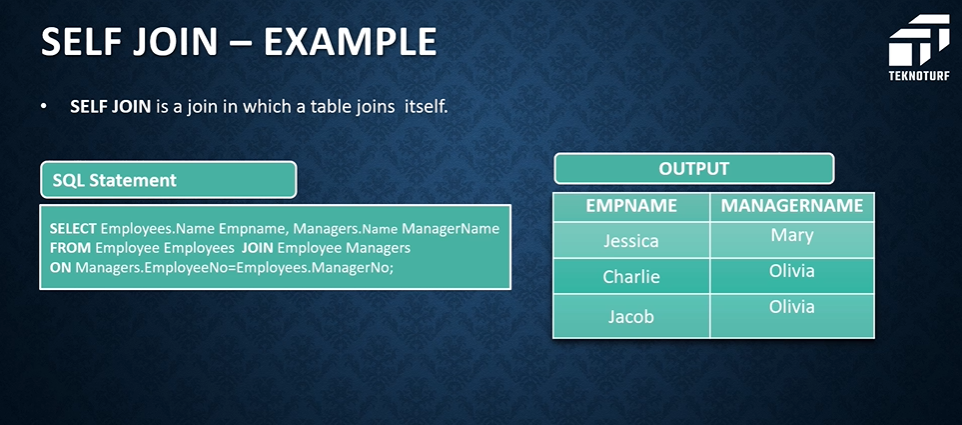 SELF JOIN – EXAMPLE
TEKNOTURF
• SELF JOIN is a join in which a table joins itself.
SQL Statement
SELECT Employees.Name Empname, Managers.Name ManagerName
FROM Employee Employees JOIN Employee Managers
ON Managers.EmployeeNo=Employees.ManagerNo;
OUTPUT
EMPNAME MANAGERNAME
Jessica Mary
Charlie Olivia
Jacob Olivia